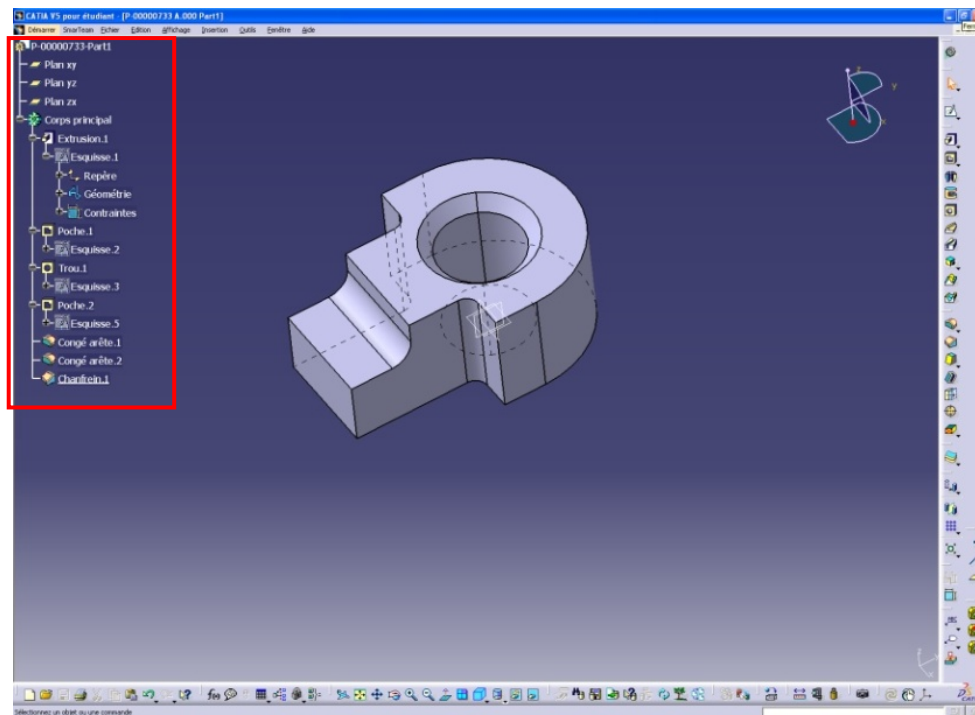 CATIA V5 pour étudiant - [P-00000733 A.000 Part1]
Démarrer SmarTeam Fichier Edition Affichage Insertion Outils Fenêtre Aide
P-00000733-Part1
Plan xy
Plan yz
Plan zx
Corps principal
Extrusion.1
Esquisse.1
Repère
Géométrie
Contraintes
Poche.1
Esquisse.2
Trou.1
Esquisse.3
Poche.2
Esquisse.5
Congé arête.1
Congé arête.2
Chanfrein.1
z
y
x
Sélectionnez un objet ou une commande